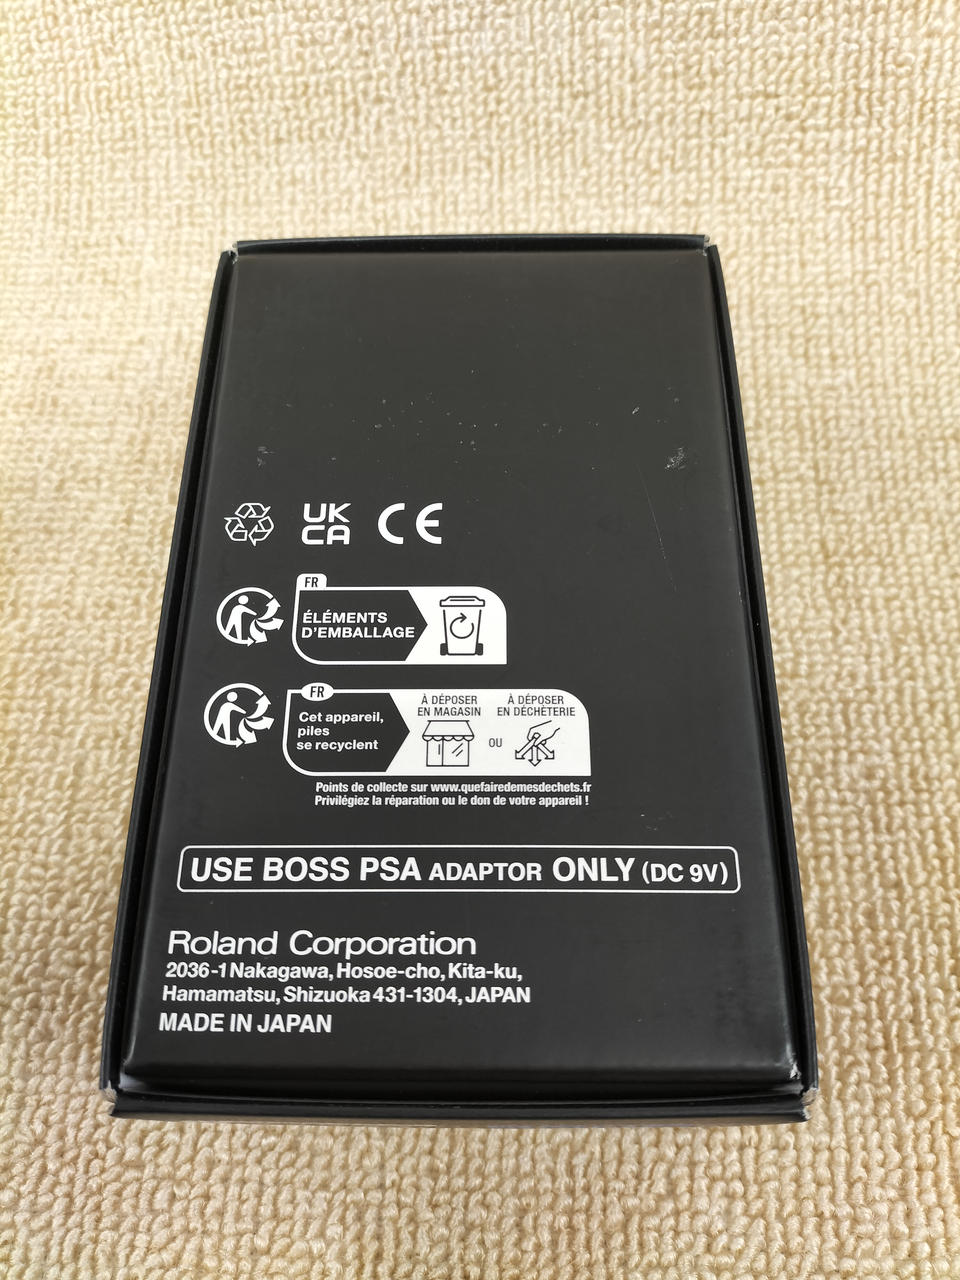 UK
CA CE
FR
ÉLÉMENTS
D'EMBALLAGE
FR
Cet appareil,
piles
se recyclent
À DÉPOSER
EN MAGASIN
OU
À DÉPOSER
EN DÉCHÈTERIE
Points de collecte sur www.quefairedemesdechets.fr
Privilégiez la réparation ou le don de votre appareil !
USE BOSS PSA ADAPTOR ONLY (DC 9V)
Roland Corporation
2036-1 Nakagawa, Hosoe-cho, Kita-ku,
Hamamatsu, Shizuoka 431-1304, JAPAN
MADE IN JAPAN